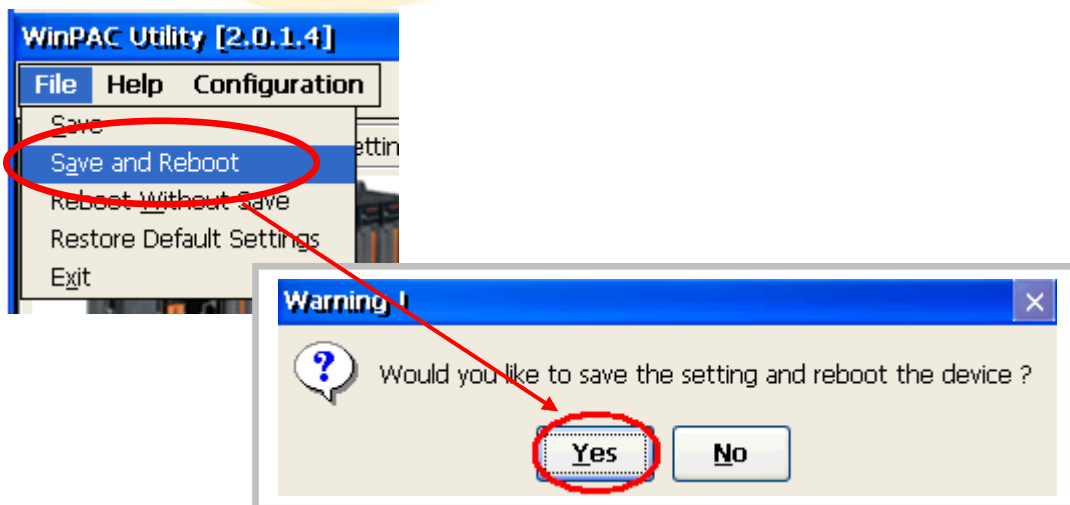 WinPAC Utility [2.0.1.4]
File Help Configuration
Save
Save and Reboot
Reboot Without Save
Restore Default Settings
Exit
Warning !
Would you like to save the setting and reboot the device ?
Yes No